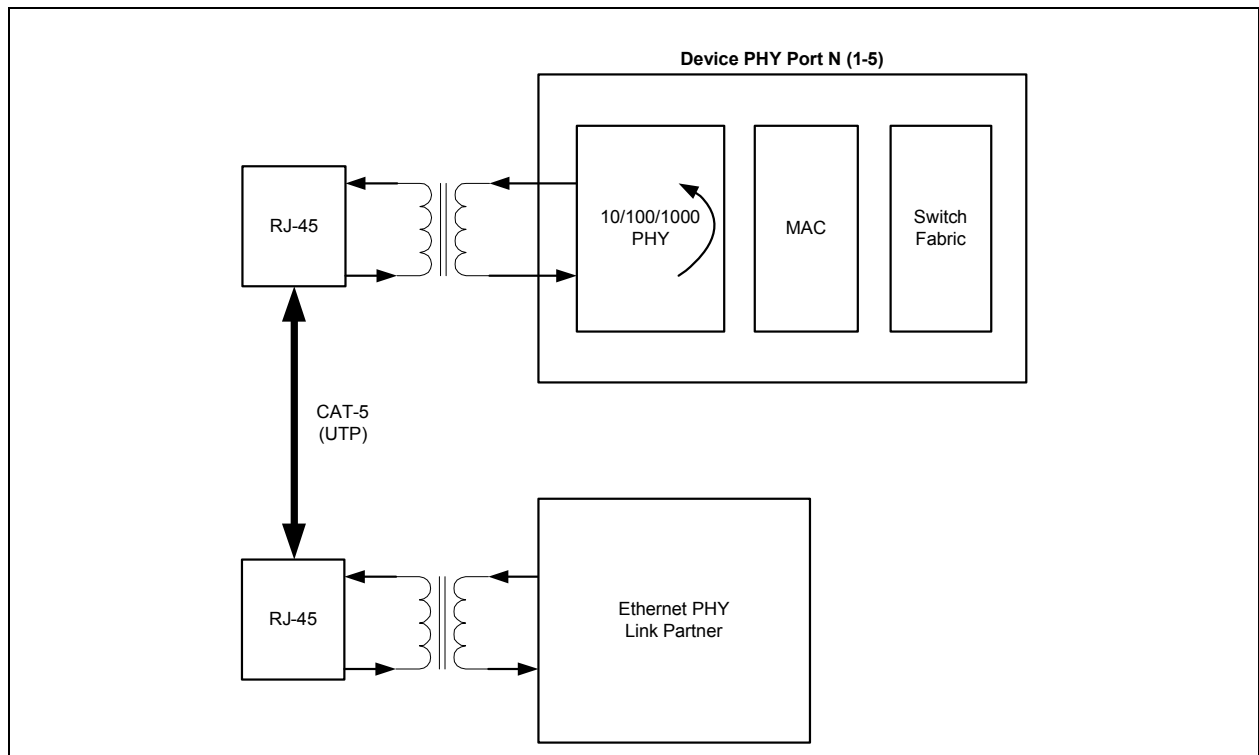 Device PHY Port N (1-5)
RJ-45
10/100/1000
PHY
MAC
Switch
Fabric
CAT-5
(UTP)
RJ-45
Ethernet PHY
Link Partner